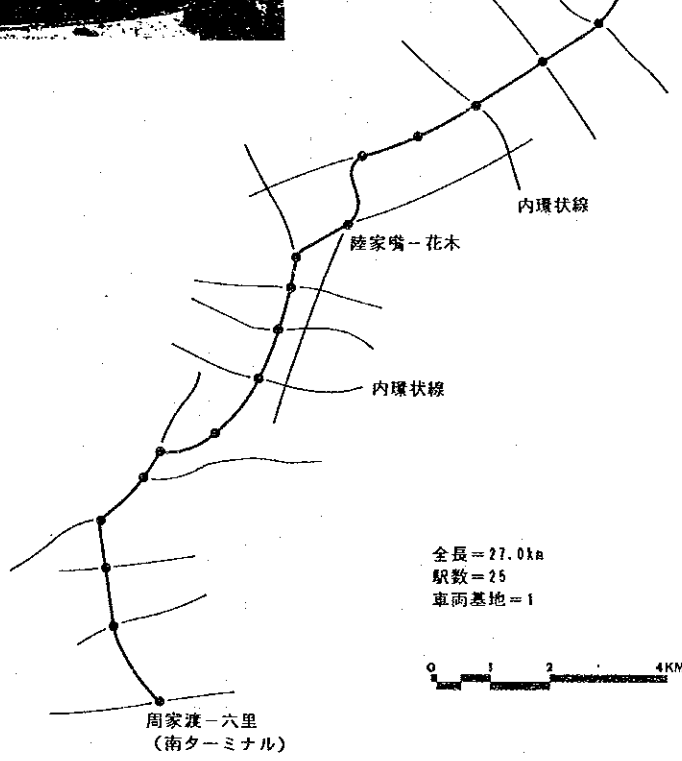 内環状線
陸家嘴－花木
内環状線
全長＝27.0km
駅数＝25
車両基地＝1
0 1 2 4KM
周家渡－六里
（南ターミナル）